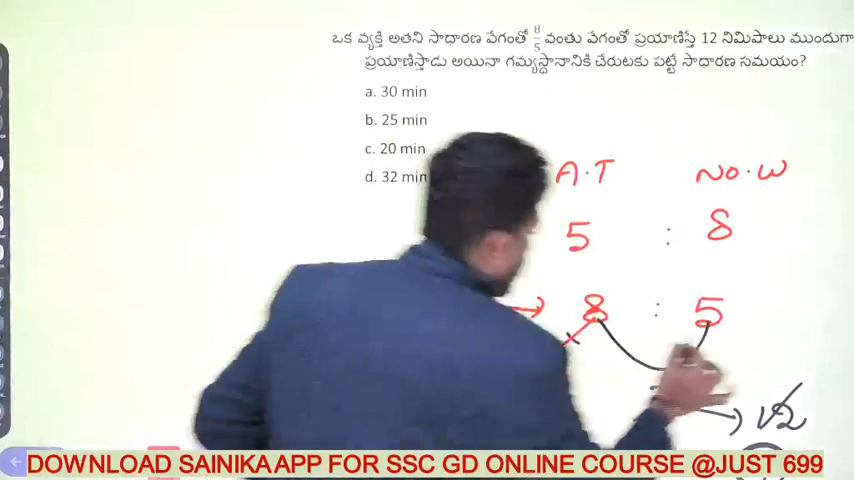 ఒక వ్యక్తి అతని సాధారణ వేగంతో 8/5 వంతు వేగంతో ప్రయాణిస్తే 12 నిమిషాలు ముందుగా
ప్రయాణిస్తాడు అయినా గమ్యస్థానానికి చేరుటకు పట్టే సాధారణ సమయం?
a. 30 min
b. 25 min
c. 20 min
d. 32 min
A.T No.W
5 : 8
8 : 5
DOWNLOAD SAINIKA APP FOR SSC GD ONLINE COURSE @JUST 699